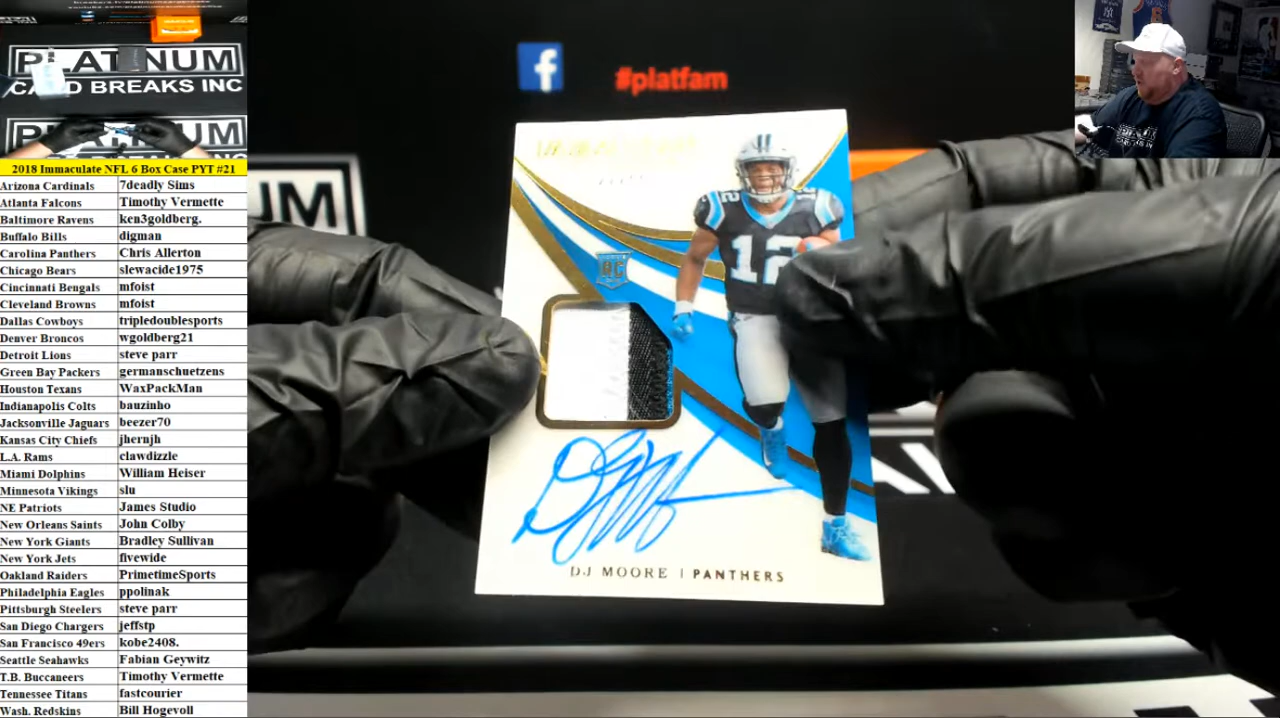 PLATINUM
CARD BREAKS INC
PLATINUM
2018 Immaculate NFL 6 Box Case PYT #21
Arizona Cardinals 7deadly Sims
Atlanta Falcons Timothy Vermette
Baltimore Ravens ken3goldberg.
Buffalo Bills digman
Carolina Panthers Chris Allerton
Chicago Bears slewacide1975
Cincinnati Bengals mfoist
Cleveland Browns mfoist
Dallas Cowboys tripledoublesports
Denver Broncos wgoldberg21
Detroit Lions steve parr
Green Bay Packers germanschuetzens
Houston Texans WaxPackMan
Indianapolis Colts bauzinho
Jacksonville Jaguars beezer70
Kansas City Chiefs jhernjh
L.A. Rams clawdizzle
Miami Dolphins William Heiser
Minnesota Vikings slu
NE Patriots James Studio
New Orleans Saints John Colby
New York Giants Bradley Sullivan
New York Jets fivewide
Oakland Raiders PrimetimeSports
Philadelphia Eagles ppolinak
Pittsburgh Steelers steve parr
San Diego Chargers jeffstp
San Francisco 49ers kobe2408.
Seattle Seahawks Fabian Geywitz
T.B. Buccaneers Timothy Vermette
Tennessee Titans fastcourier
Wash. Redskins Bill Hogevoll
f
#platfam
UM
IMMACULATE
12
12
12
RC
DJ MOORE | PANTHERS
PLATINUM